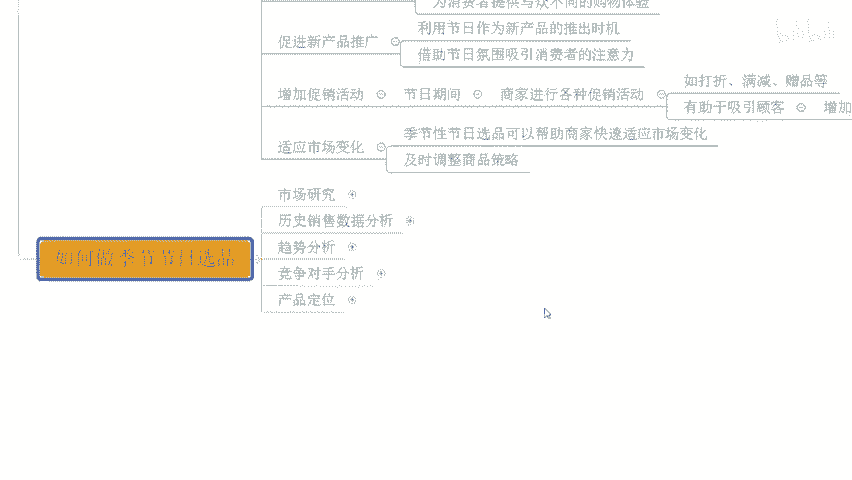 为消费者提供与众不同的购物体验
促进新产品推广
利用节日作为新产品的推出时机
借助节日氛围吸引消费者的注意力
增加促销活动
节日期间
商家进行各种促销活动
如打折、满减、赠品等
有助于吸引顾客
增加
适应市场变化
季节性节日选品可以帮助商家快速适应市场变化
及时调整商品策略
如何做季节节日选品
市场研究
历史销售数据分析
趋势分析
竞争对手分析
产品定位